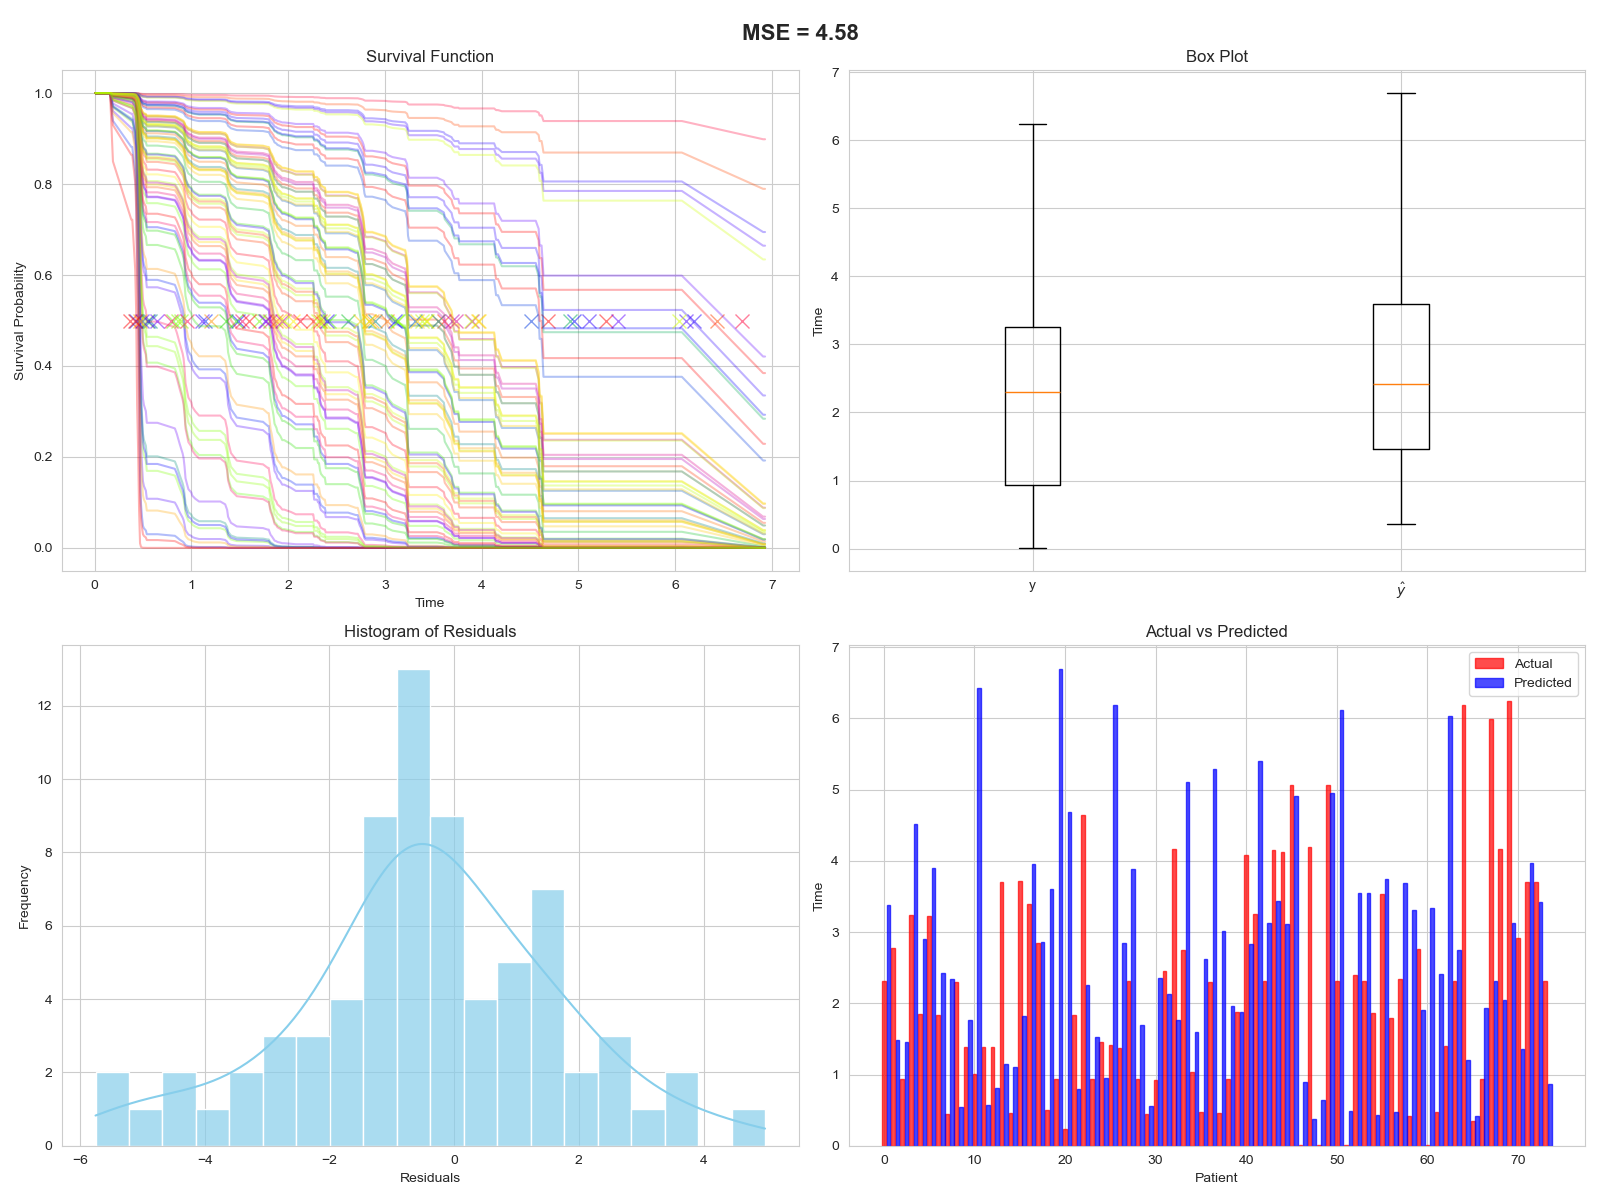 MSE = 4.58
Survival Function
Survival Probability
1.0
0.8
0.6
0.4
0.2
0.0
0 1 2 3 4 5 6 7
Time
Box Plot
Time
7
6
5
4
3
2
1
0
y ŷ
Histogram of Residuals
Frequency
12
10
8
6
4
2
0
−6 −4 −2 0 2 4
Residuals
Actual vs Predicted
Time
7
6
5
4
3
2
1
0
Actual
Predicted
0 10 20 30 40 50 60 70
Patient